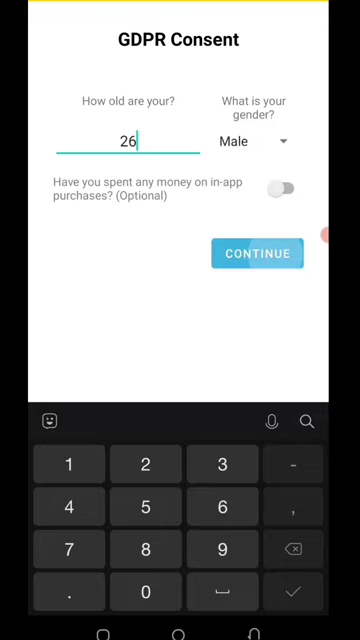 GDPR Consent
How old are your?
What is your
gender?
26
Male
Have you spent any money on in-app
purchases? (Optional)
CONTINUE
1 2 3 -
4 5 6 ,
7 8 9
. 0